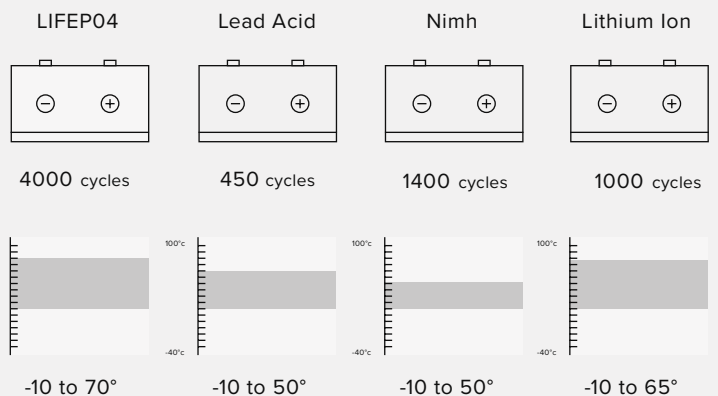 LIFEP04 Lead Acid Nimh Lithium Ion
4000 cycles 450 cycles 1400 cycles 1000 cycles
100°c 100°c 100°c
-40°c -40°c -40°c
-10 to 70° -10 to 50° -10 to 50° -10 to 65°